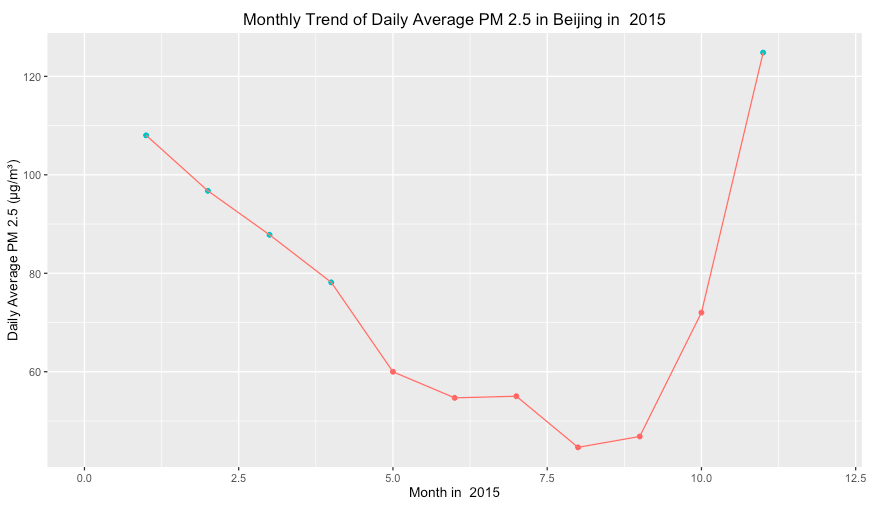 Monthly Trend of Daily Average PM 2.5 in Beijing in  2015
Daily Average PM 2.5 (µg/m³)
120
100
80
60
0.0 2.5 5.0 7.5 10.0 12.5
Month in  2015